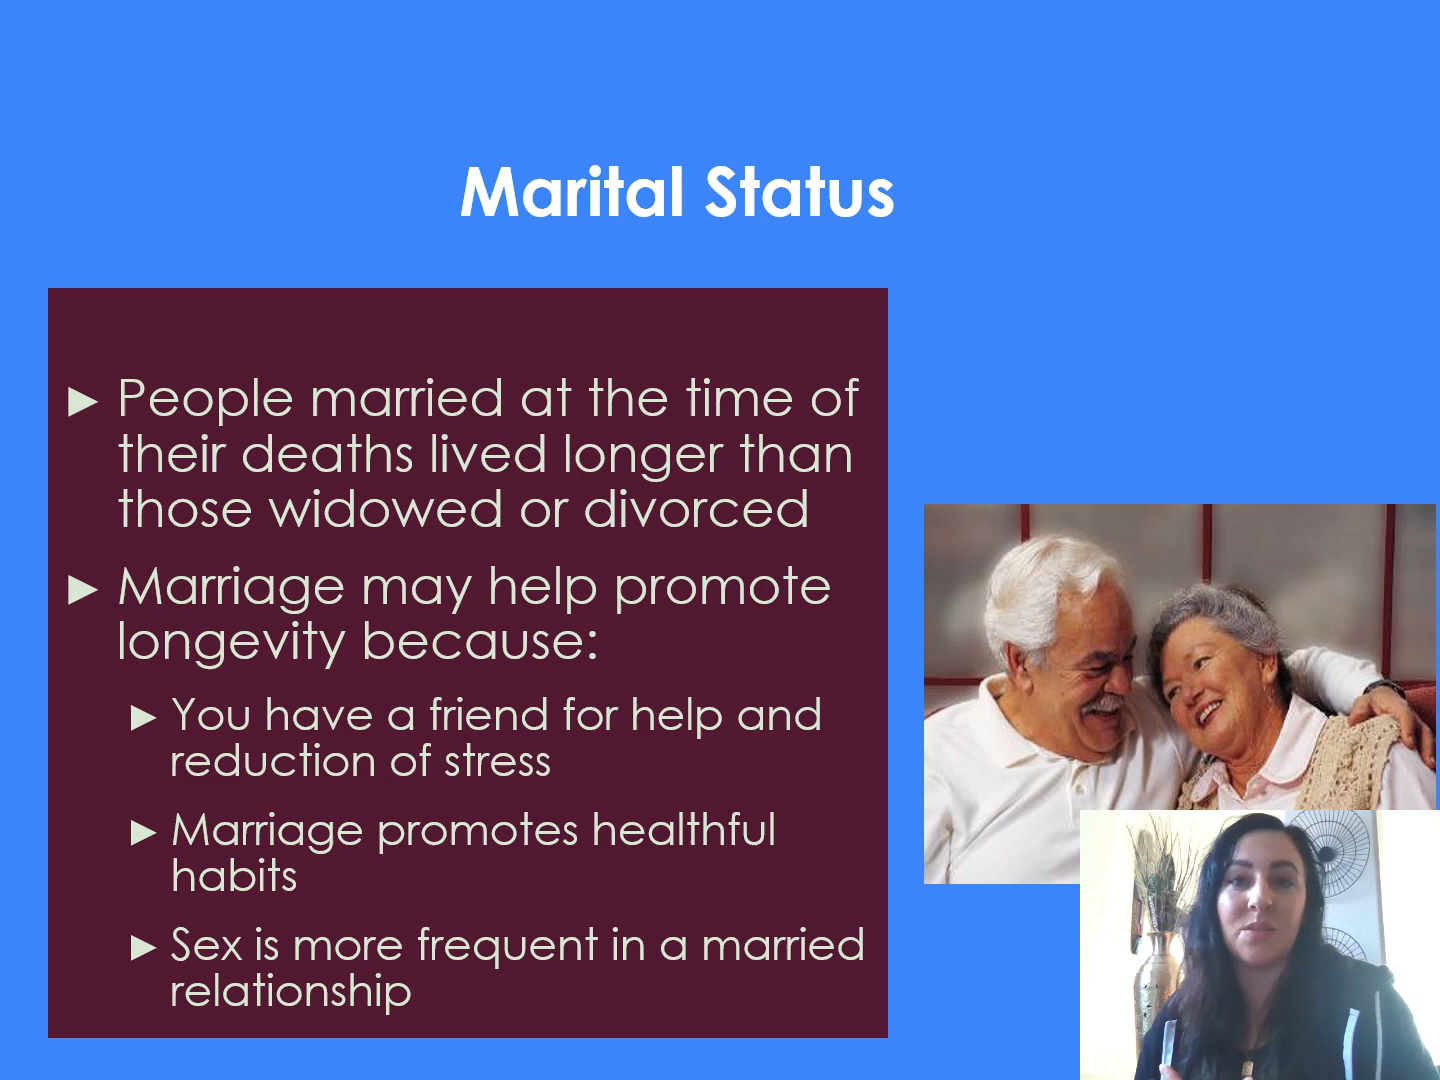 Marital Status
► People married at the time of
their deaths lived longer than
those widowed or divorced
► Marriage may help promote
longevity because:
► You have a friend for help and
reduction of stress
► Marriage promotes healthful
habits
► Sex is more frequent in a married
relationship